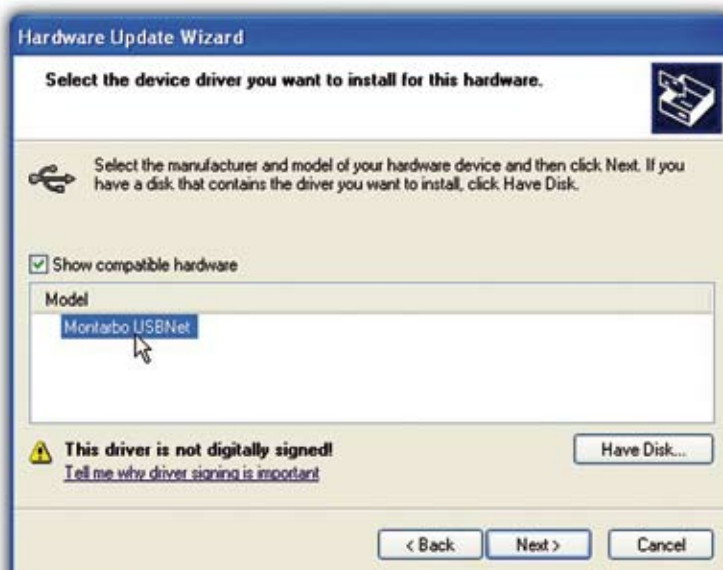 Hardware Update Wizard
Select the device driver you want to install for this hardware.
Select the manufacturer and model of your hardware device and then click Next. If you
have a disk that contains the driver you want to install, click Have Disk.
Show compatible hardware
Model
Montarbo USBNet
This driver is not digitally signed!
Tell me why driver signing is important
Have Disk...
< Back
Next >
Cancel